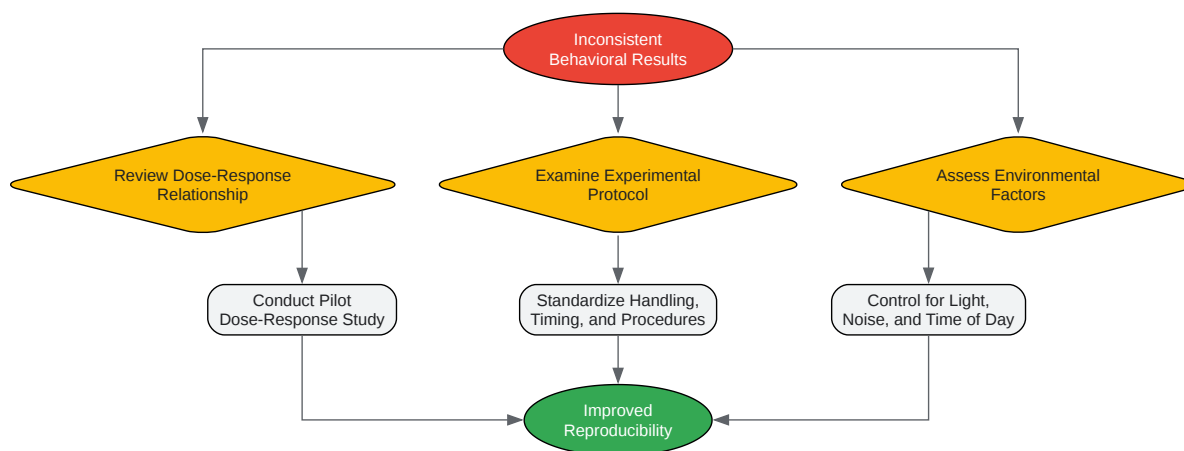 Inconsistent
Behavioral Results
Review Dose-Response
Relationship
Examine Experimental
Protocol
Assess Environmental
Factors
Conduct Pilot
Dose-Response Study
Standardize Handling,
Timing, and Procedures
Control for Light,
Noise, and Time of Day
Improved
Reproducibility